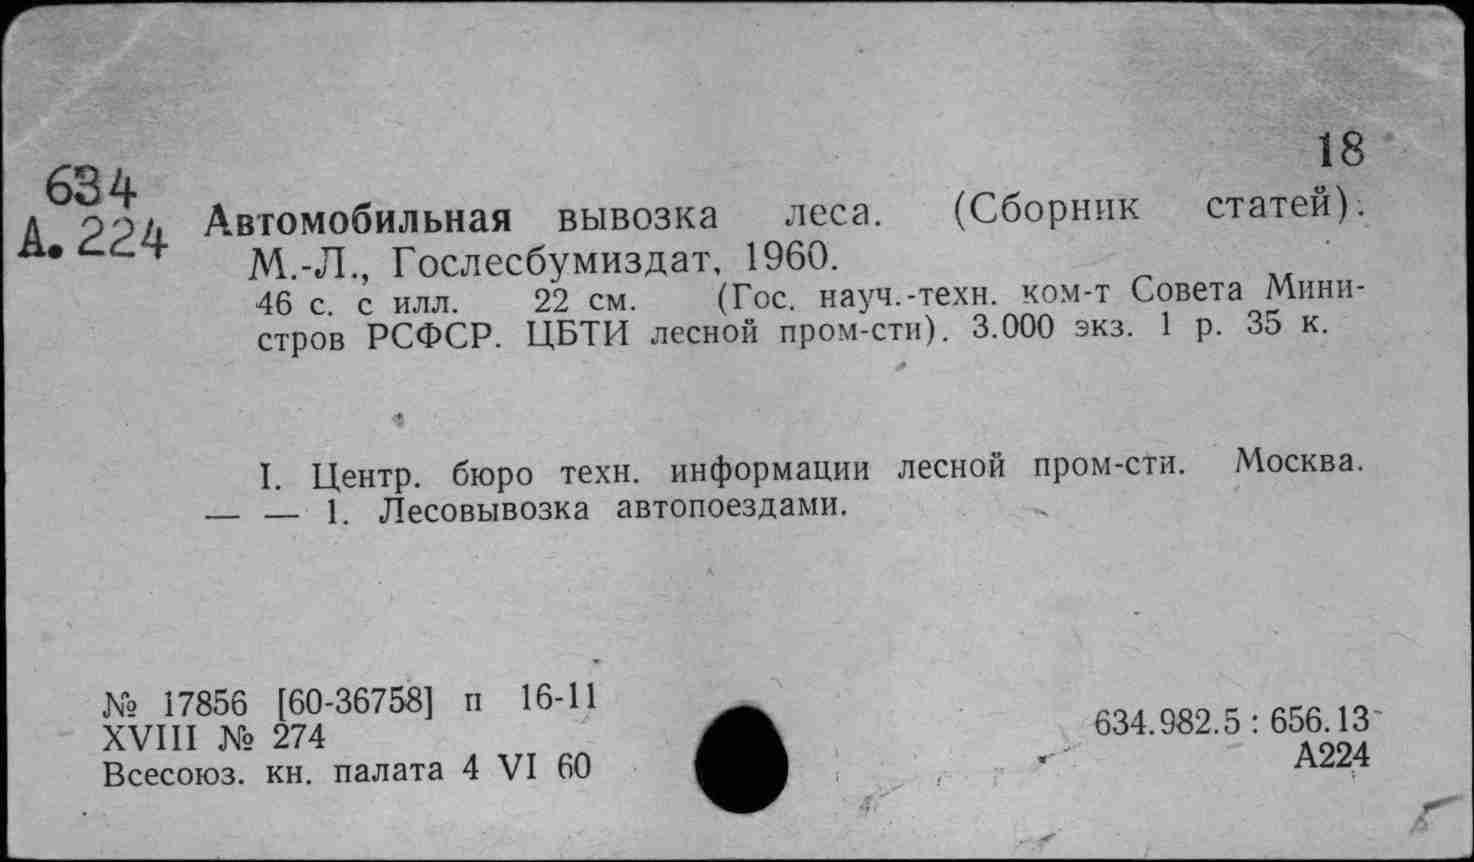 18
634
А. 224
Автомобильная вывозка леса. (Сборник статей).
М.-Л., Гослесбумиздат, 1960.
46 с. с илл. 22 см. (Гос. науч.-техн. ком-т Совета Мини-
стров РСФСР. ЦБТИ лесной пром-сти). 3.000 экз. 1 р. 35 к.
I. Центр. бюро техн. информации лесной пром-сти. Москва.
— — 1. Лесовывозка автопоездами.
№ 17856 [60-36758] п 16-11
XVIII № 274
Всесоюз. кн. палата 4 VI 60
634.982.5 : 656.13
А224